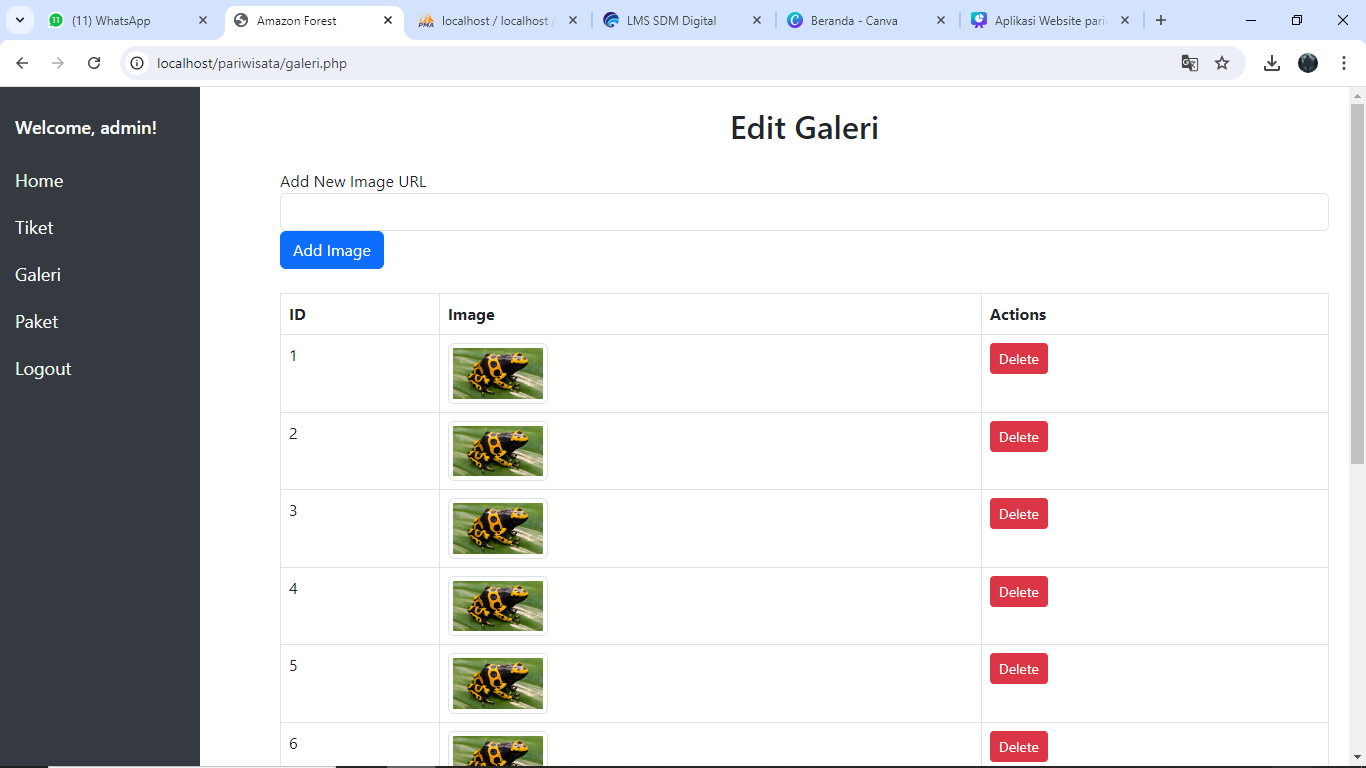 (11) WhatsApp
Amazon Forest
localhost / localhost /
LMS SDM Digital
Beranda - Canva
Aplikasi Website pari
localhost/pariwisata/galeri.php
Welcome, admin!
Home
Tiket
Galeri
Paket
Logout
Edit Galeri
Add New Image URL
Add Image
ID Image Actions
1 Delete
2 Delete
3 Delete
4 Delete
5 Delete
6 Delete